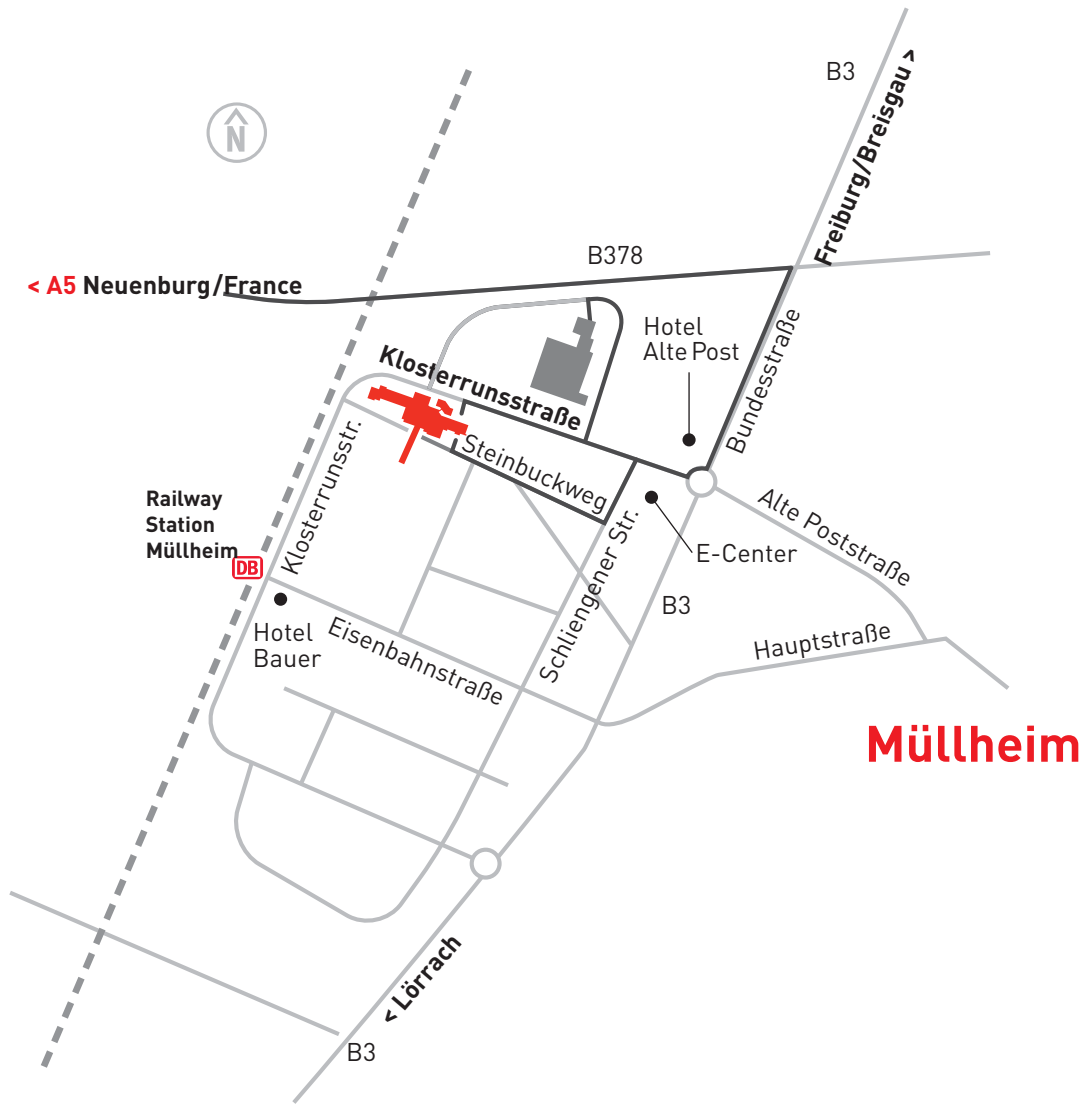 B3
Freiburg/Breisgau >
N
B378
< A5 Neuenburg/France
Hotel
Alte Post
Klosterrunsstraße
Bundesstraße
Steinbuckweg
Klosterrunsstr.
Railway
Station
Müllheim
DB
Alte Poststraße
E-Center
Schliengener Str.
B3
Hotel
Bauer
Eisenbahnstraße
Hauptstraße
Müllheim
< Lörrach
B3